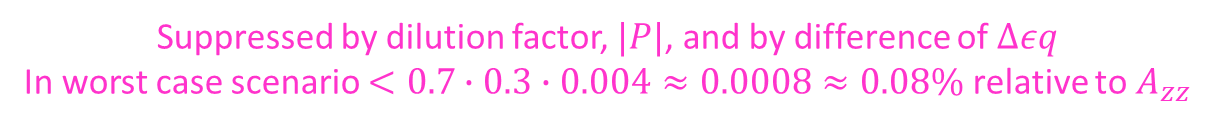 Suppressed by dilution factor, |P|, and by difference of Δϵq
In worst case scenario < 0.7 · 0.3 · 0.004 ≈ 0.0008 ≈ 0.08% relative to A_zz